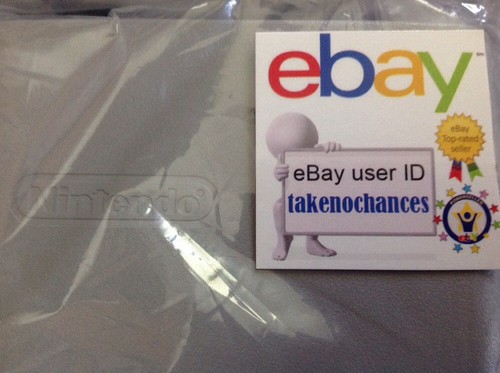 ebay
eBay
Top-rated
seller
eBay user ID
takenochances
Nintendo®